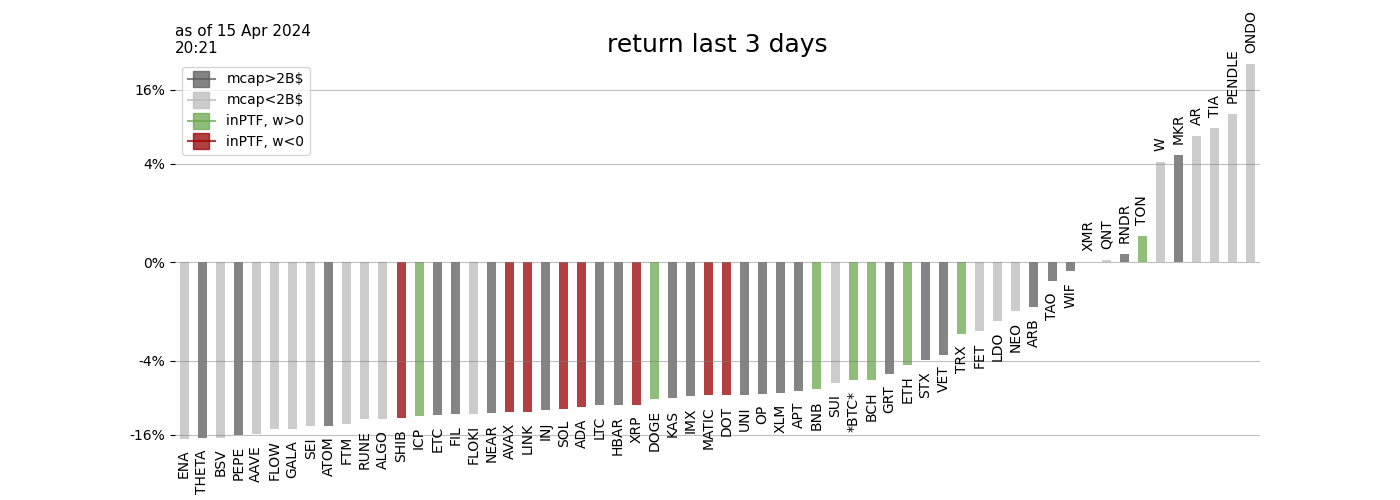 as of 15 Apr 2024
20:21
return last 3 days
mcap>2B$
mcap<2B$
inPTF, w>0
inPTF, w<0
16%
4%
0%
-4%
-16%
ENA
THETA
BSV
PEPE
AAVE
FLOW
GALA
SEI
ATOM
FTM
RUNE
ALGO
SHIB
ICP
ETC
FIL
FLOKI
NEAR
AVAX
LINK
INJ
SOL
ADA
LTC
HBAR
XRP
DOGE
KAS
IMX
MATIC
DOT
UNI
OP
XLM
APT
BNB
SUI
*BTC*
BCH
GRT
ETH
STX
VET
TRX
FET
LDO
NEO
ARB
TAO
WIF
XMR
QNT
RNDR
TON
W
MKR
AR
TIA
PENDLE
ONDO